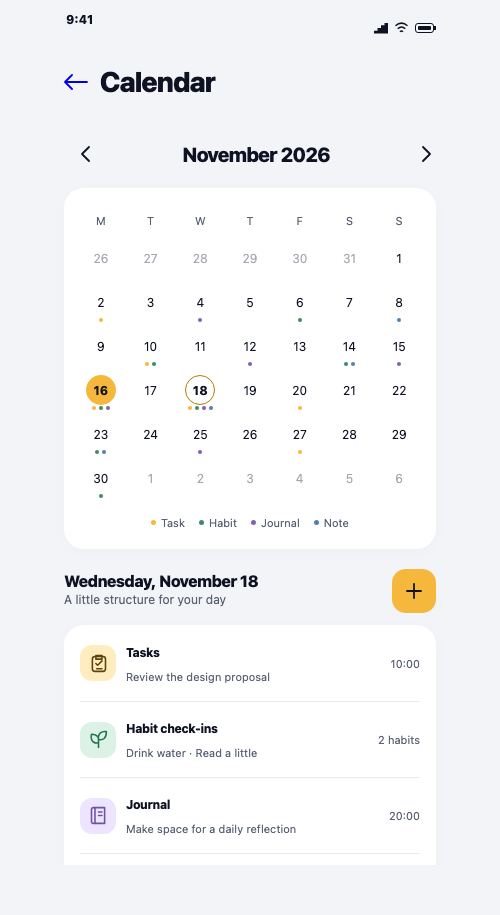 9:41
Calendar
November 2026
M T W T F S S
26 27 28 29 30 31 1
2 3 4 5 6 7 8
9 10 11 12 13 14 15
16 17 18 19 20 21 22
23 24 25 26 27 28 29
30 1 2 3 4 5 6
Task Habit Journal Note
Wednesday, November 18
A little structure for your day
Tasks
Review the design proposal
10:00
Habit check-ins
Drink water · Read a little
2 habits
Journal
Make space for a daily reflection
20:00